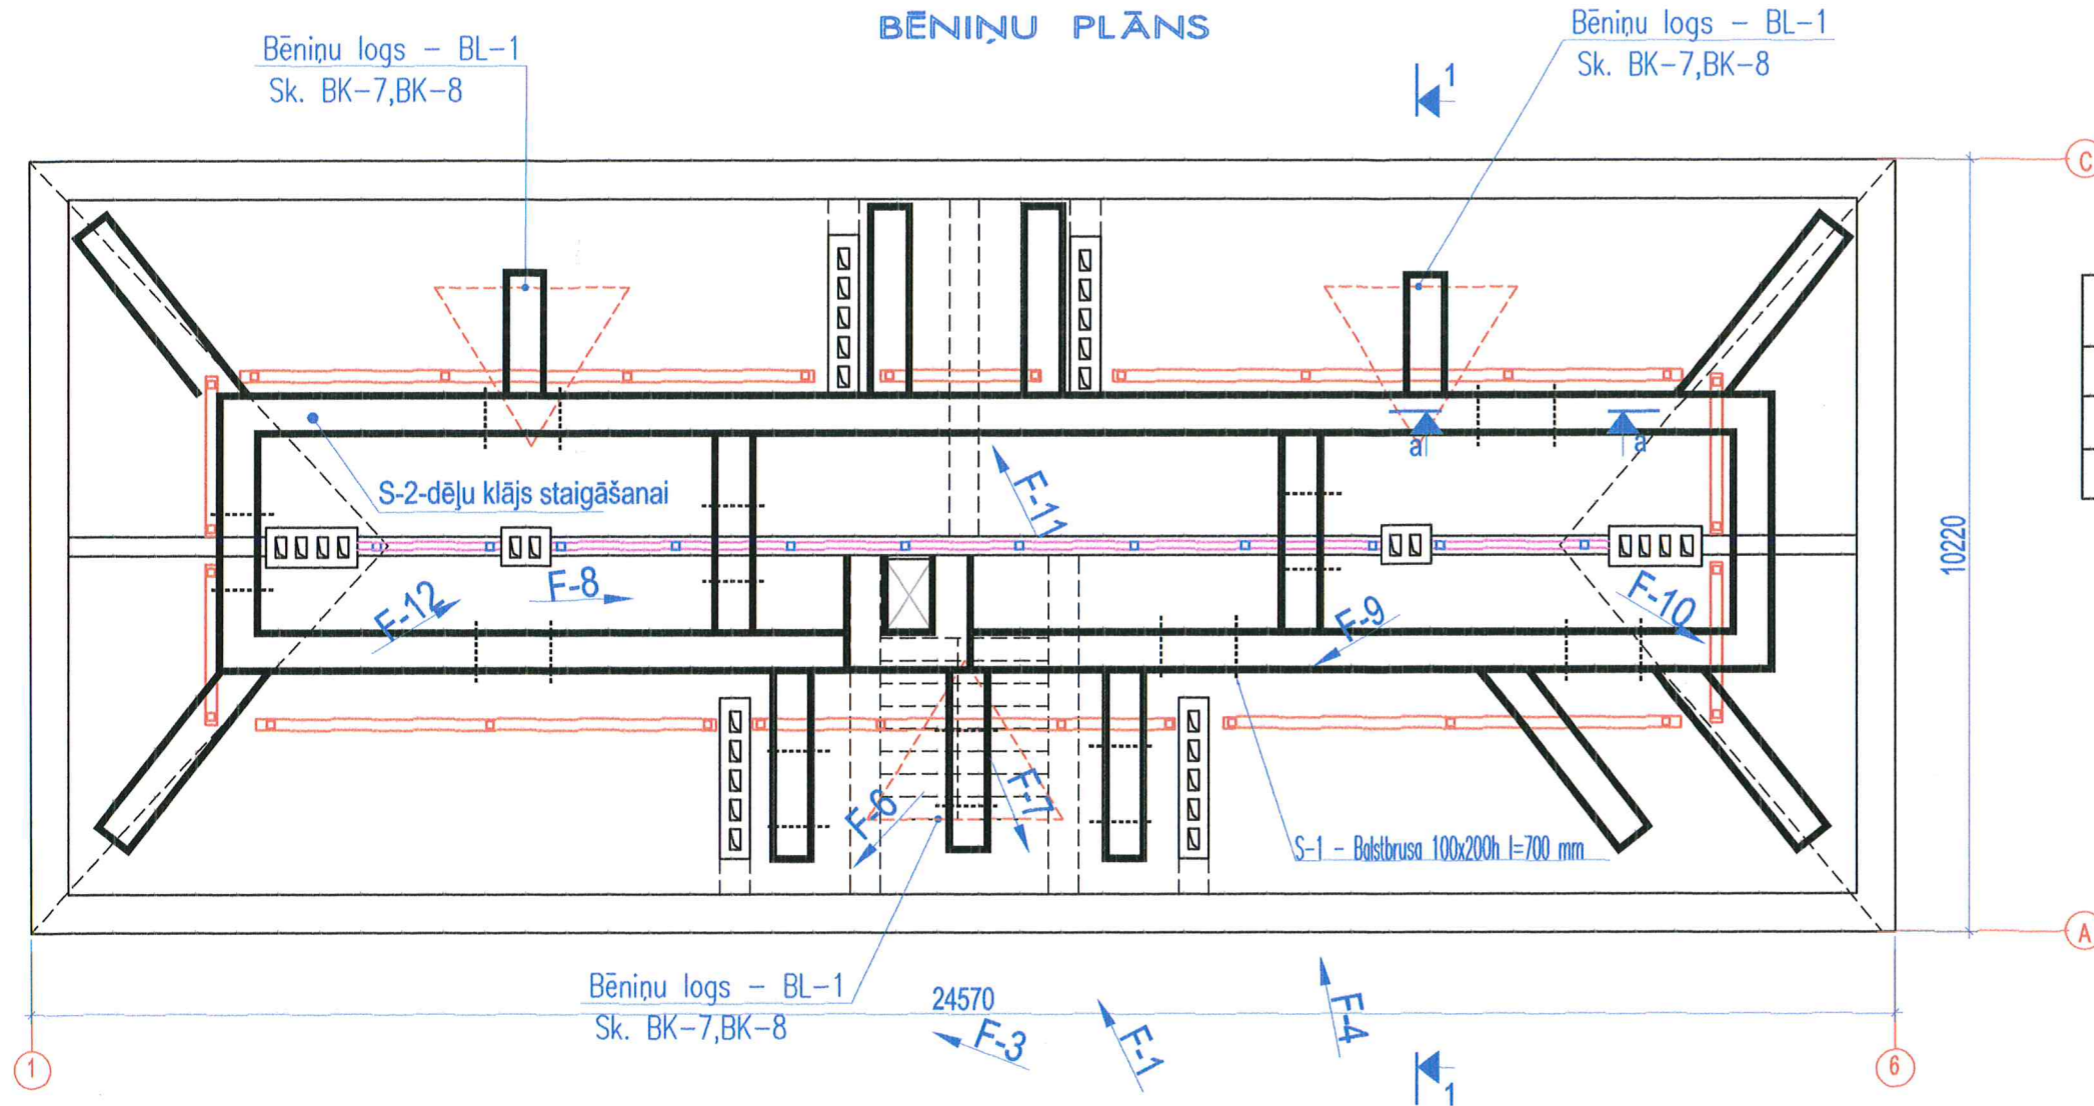 BĒNIŅU PLĀNS
Bēniņu logs - BL-1
Sk. BK-7,BK-8
Bēniņu logs - BL-1
Sk. BK-7,BK-8
1
C
S-2-dēļu klājs staigāšanai
a
a
F-11
F-12
F-8
F-9
F-10
10220
F-6
F-7
S-1 - Balstbrusa 100x200h l=700 mm
A
Bēniņu logs - BL-1
Sk. BK-7,BK-8
24570
F-3
F-1
F-4
1
6
1